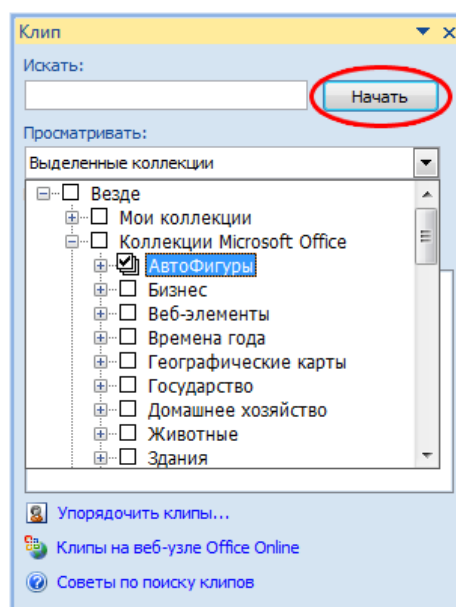 Клип
Искать:
Начать
Просматривать:
Выделенные коллекции
Везде
Мои коллекции
Коллекции Microsoft Office
АвтоФигуры
Бизнес
Веб-элементы
Времена года
Географические карты
Государство
Домашнее хозяйство
Животные
Здания
Упорядочить клипы...
Клипы на веб-узле Office Online
Советы по поиску клипов